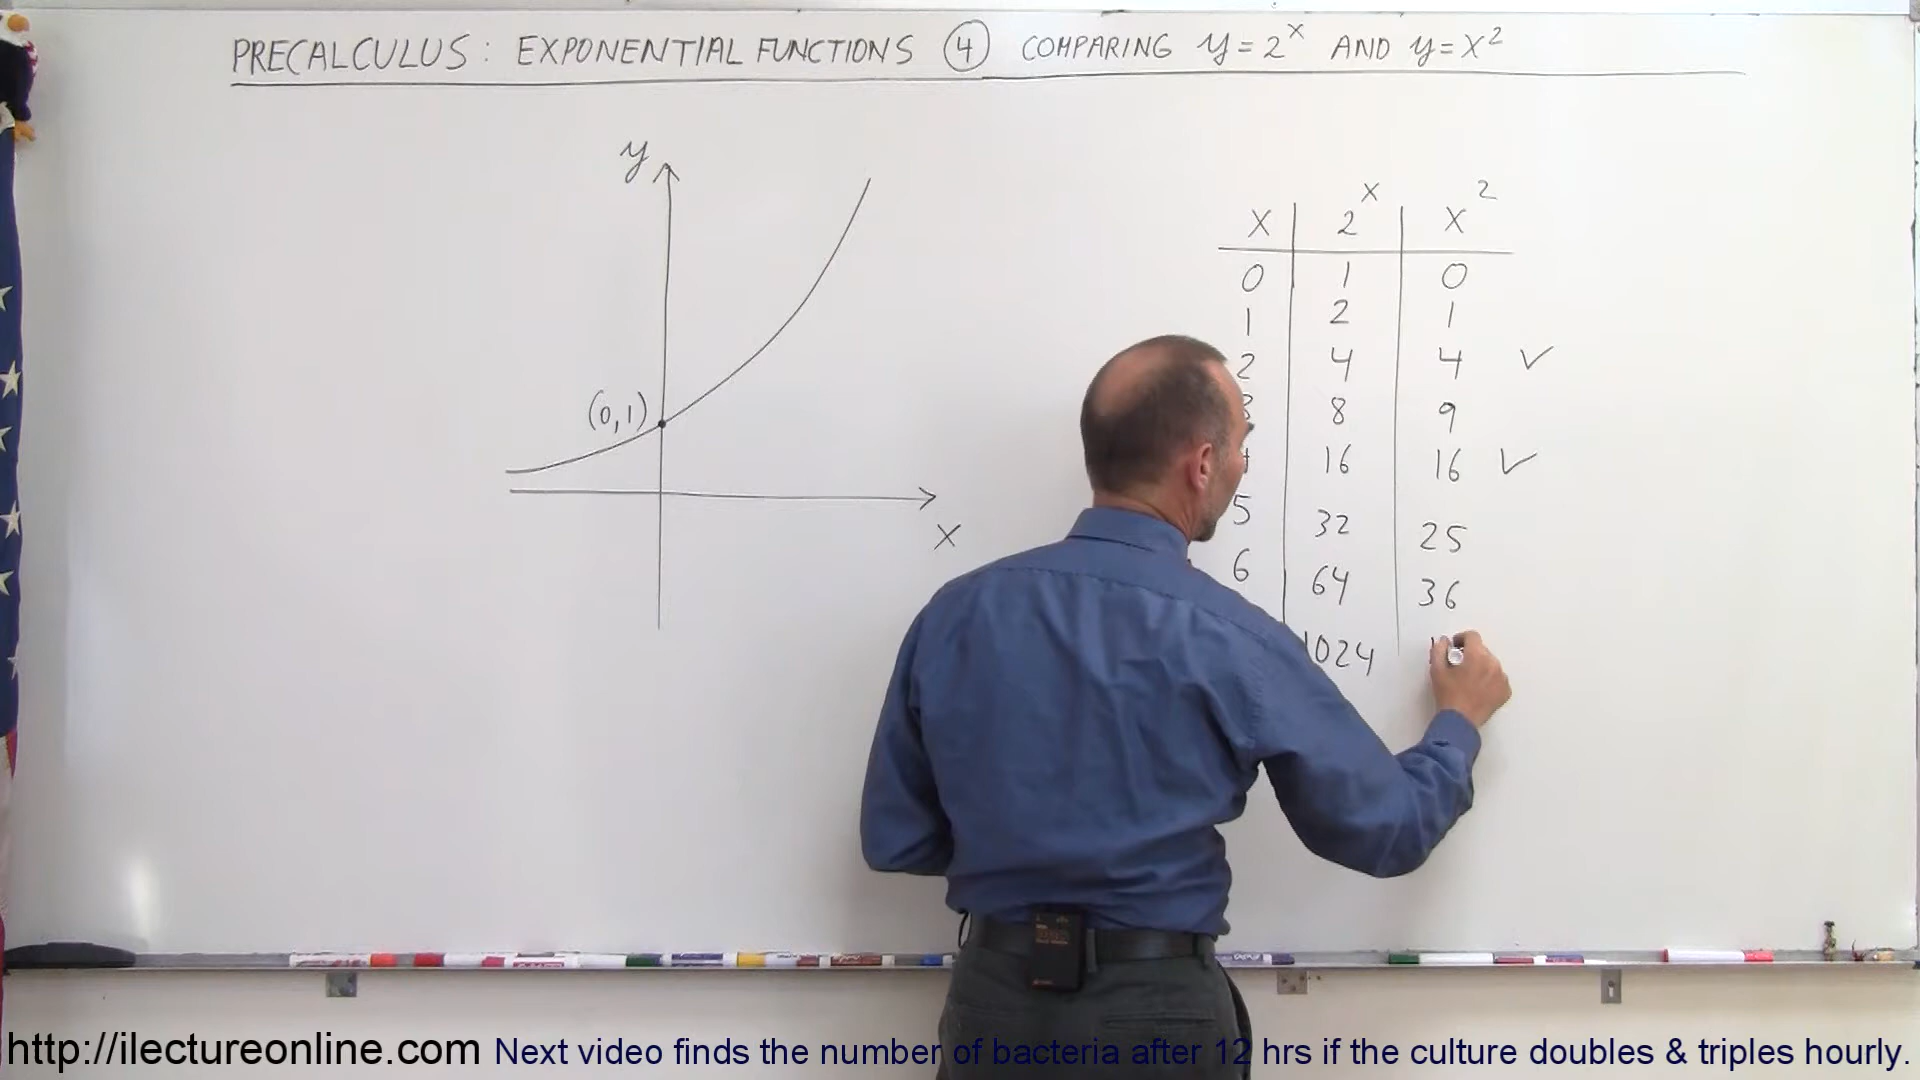 PRECALCULUS: EXPONENTIAL FUNCTIONS ④ COMPARING y=2^x AND y=x^2
y
(0,1)
x
x 2^x x^2
0 1 0
1 2 1
2 4 4 ✓
8 9
16 16 ✓
5 32 25
6 64 36
1024
http://ilectureonline.com Next video finds the number of bacteria after 12 hrs if the culture doubles & triples hourly.